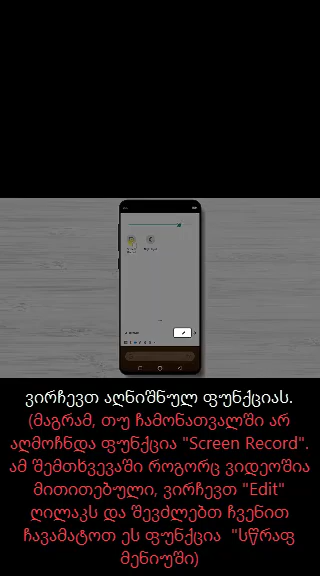 ვირჩევთ აღნიშნულ ფუნქციას.
(მაგრამ, თუ ჩამონათვალში არ
აღმოჩნდა ფუნქცია "Screen Record".
ამ შემთხვევაში როგორც ვიდეოშია
მითითებული, ვირჩევთ "Edit"
ღილაკს და შევძლებთ ჩვენით
ჩავამატოთ ეს ფუნქცია "სწრაფ
მენიუში)